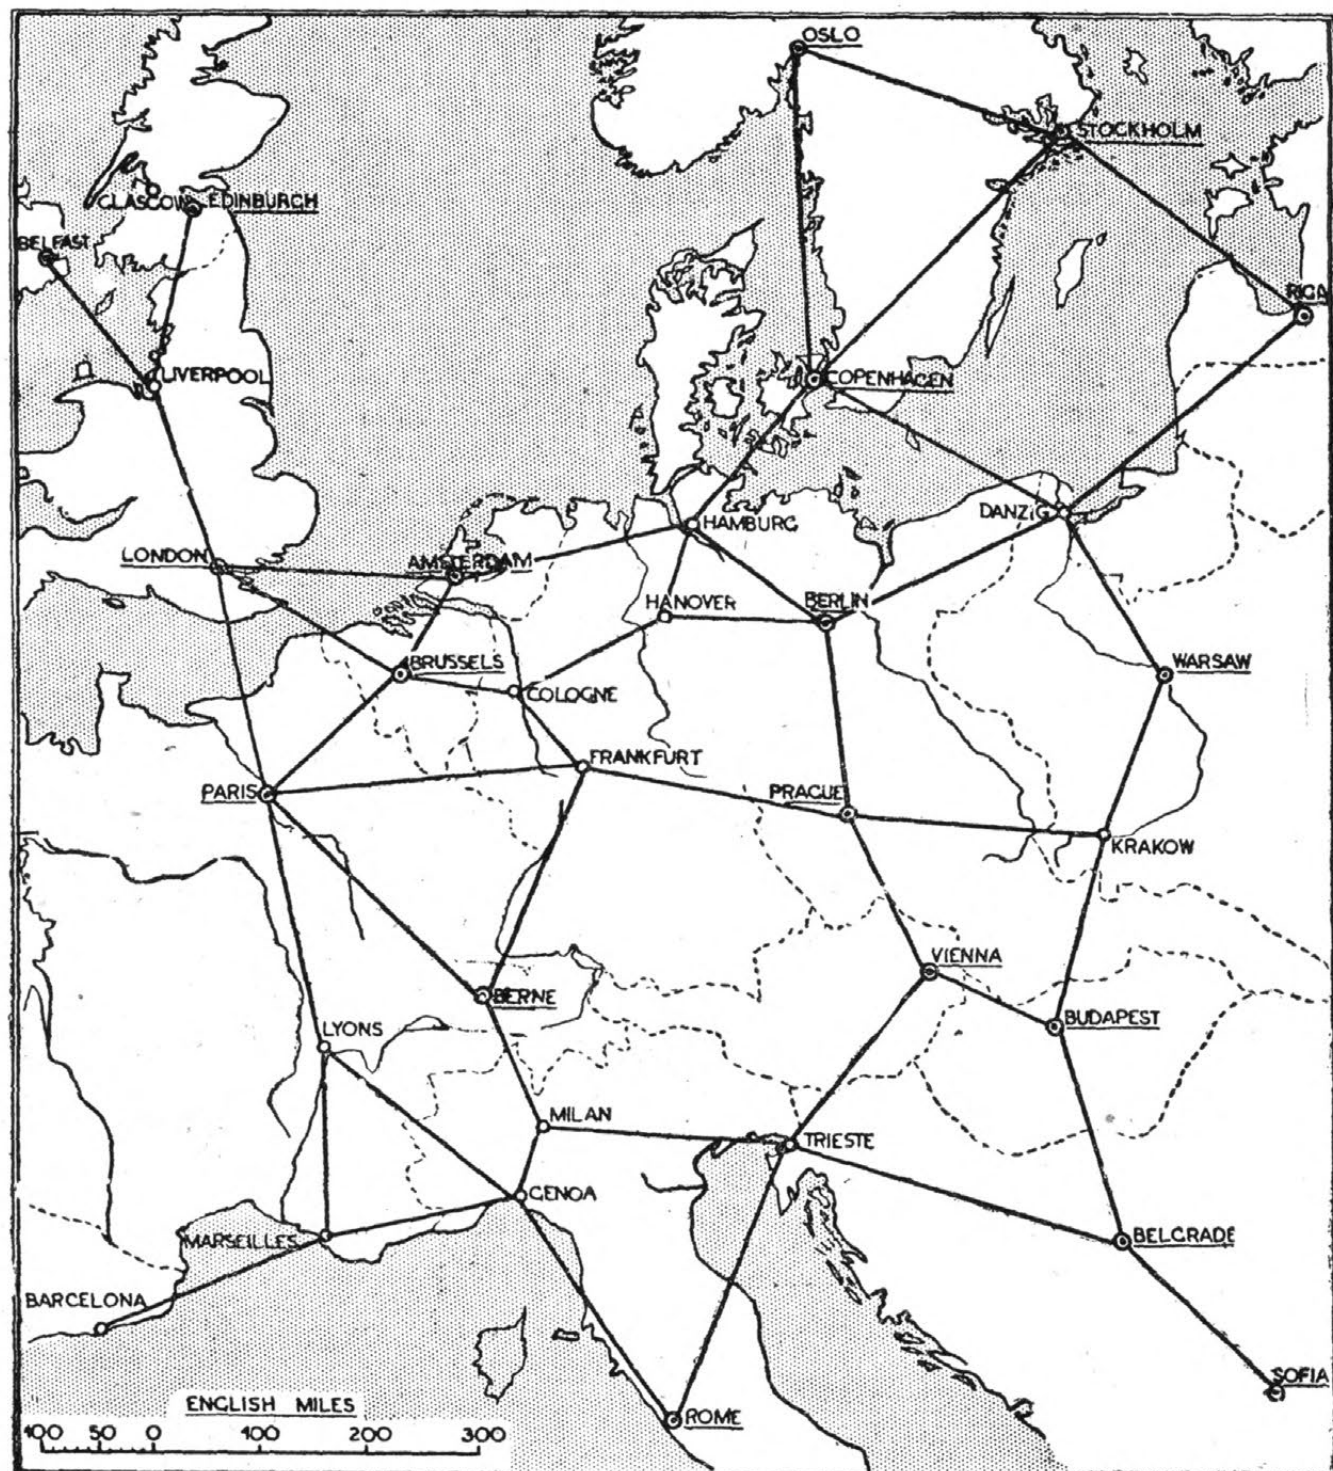 OSLO
STOCKHOLM
GLASGOW
EDINBURGH
BELFAST
RIGA
LIVERPOOL
COPENHAGEN
DANZIG
HAMBURG
LONDON
AMSTERDAM
HANOVER
BERLIN
BRUSSELS
WARSAW
COLOGNE
FRANKFURT
PARIS
PRAGUE
KRAKOW
VIENNA
BERNE
BUDAPEST
LYONS
MILAN
TRIESTE
GENOA
MARSEILLES
BELGRADE
BARCELONA
SOFIA
ENGLISH MILES
ROME
100 50 0 100 200 300